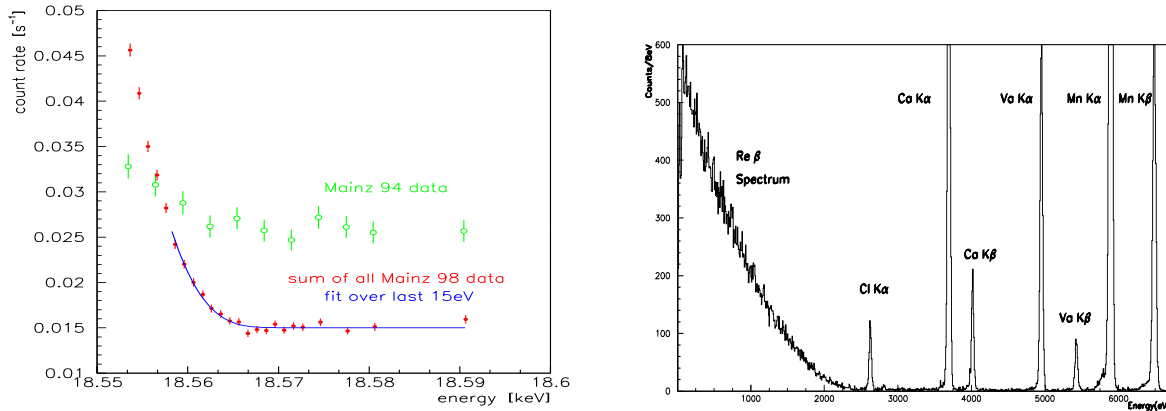 count rate [s⁻¹]
0.05
0.045
0.04
0.035
0.03
0.025
0.02
0.015
0.01
Mainz 94 data
sum of all Mainz 98 data
fit over last 15eV
18.55 18.56 18.57 18.58 18.59 18.6
energy [keV]
Counts/8eV
600
500
400
300
200
100
0
Ca Kα
Va Kα
Mn Kα
Mn Kβ
Re β
Spectrum
Ca Kβ
Cl Kα
Va Kβ
0 1000 2000 3000 4000 5000 6000